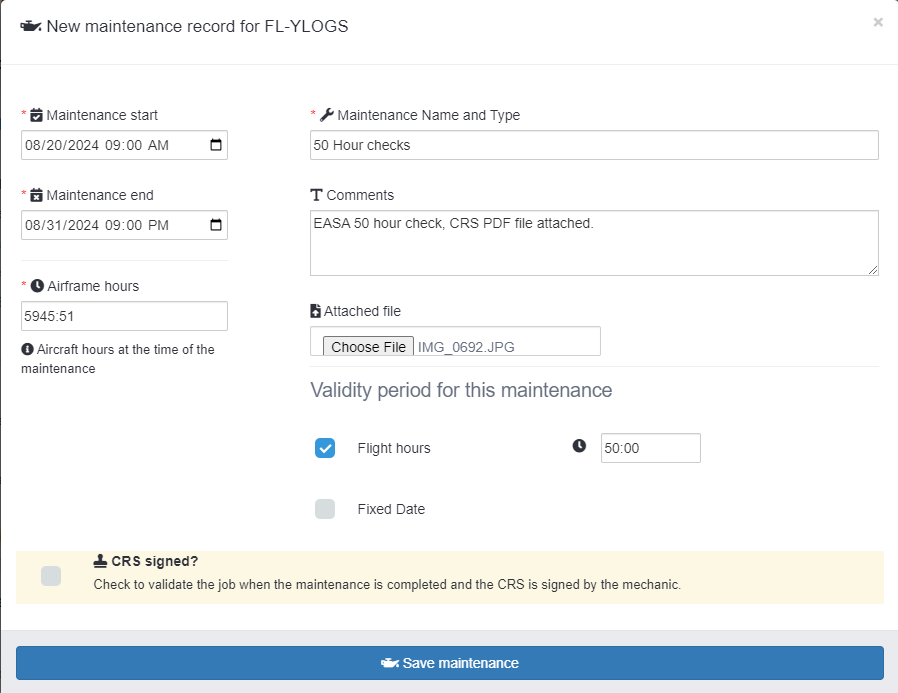 New maintenance record for FL-YLOGS
×
* Maintenance start
08/20/2024 09:00 AM
* Maintenance end
08/31/2024 09:00 PM
* Airframe hours
5945:51
Aircraft hours at the time of the
maintenance
* Maintenance Name and Type
50 Hour checks
Comments
EASA 50 hour check, CRS PDF file attached.
Attached file
Choose File IMG_0692.JPG
Validity period for this maintenance
Flight hours 50:00
Fixed Date
CRS signed?
Check to validate the job when the maintenance is completed and the CRS is signed by the mechanic.
Save maintenance